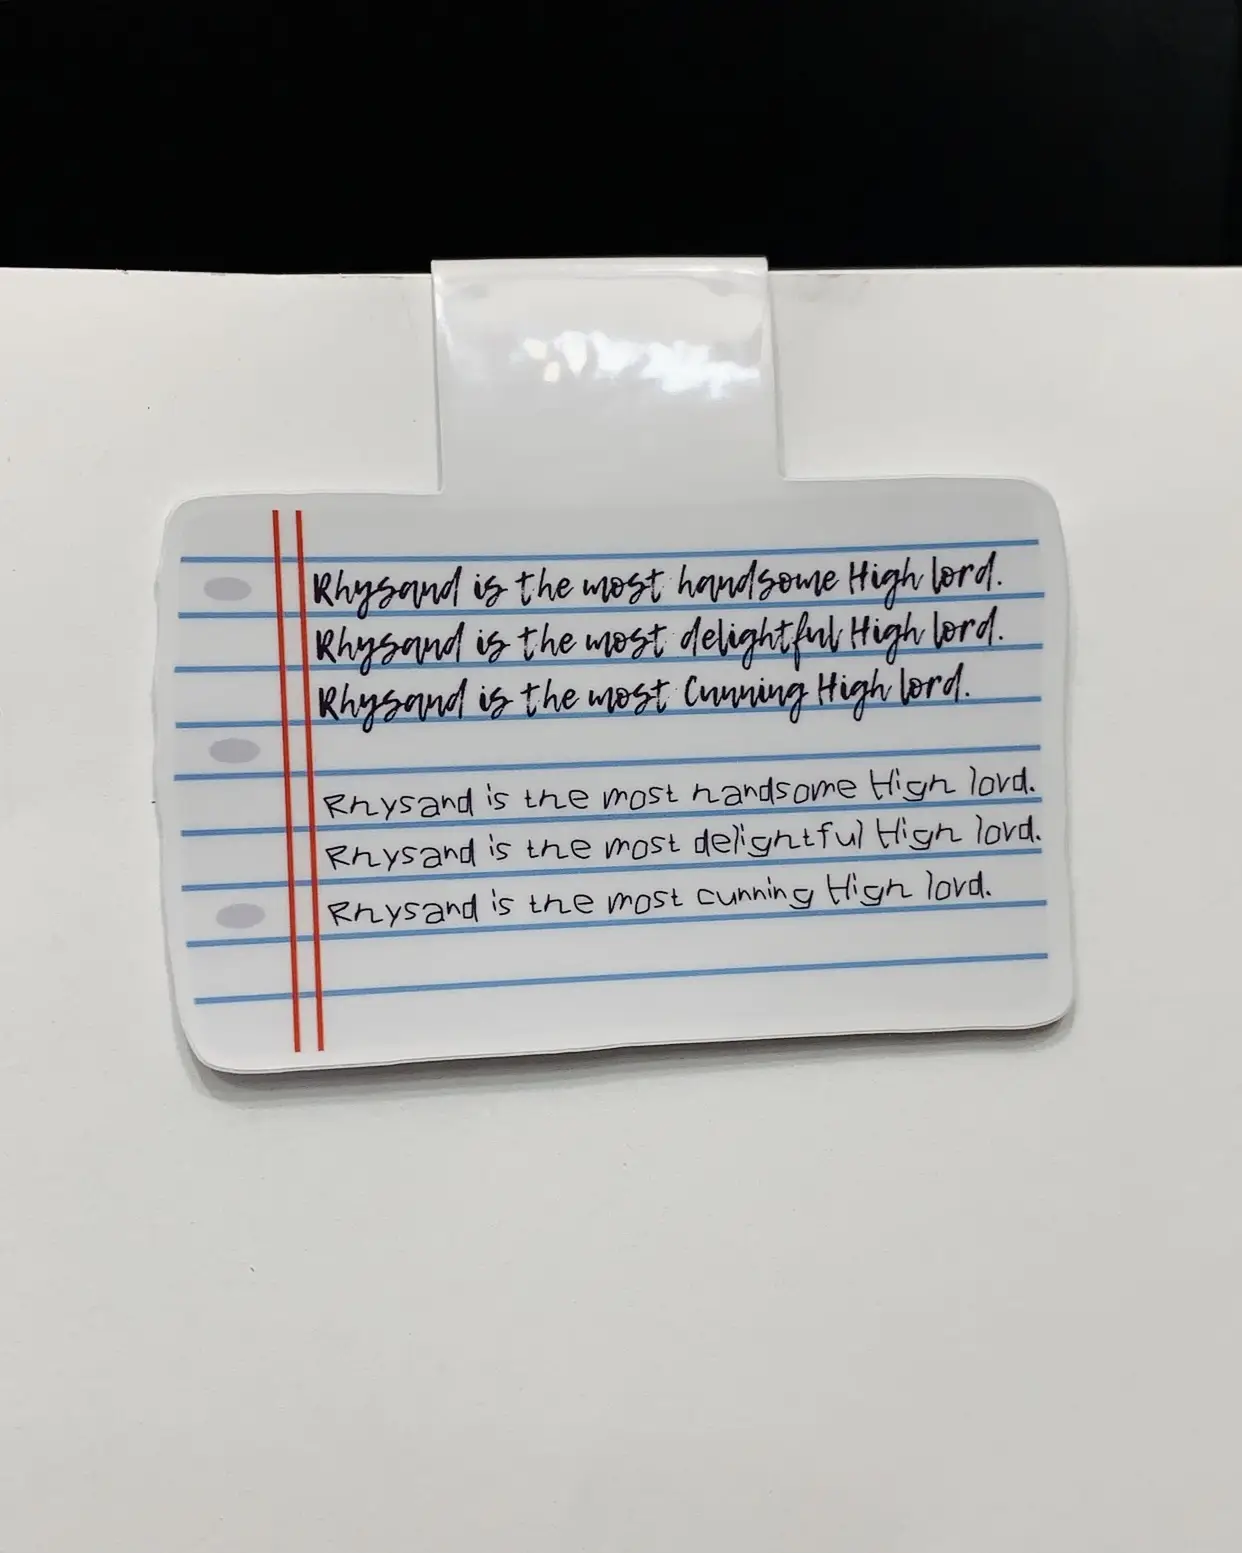 Rhysand is the most handsome High lord.
Rhysand is the most delightful High lord.
Rhysand is the most Cunning High lord.
Rhysand is the most handsome High lord.
Rhysand is the most delightful High lord.
Rhysand is the most cunning High lord.